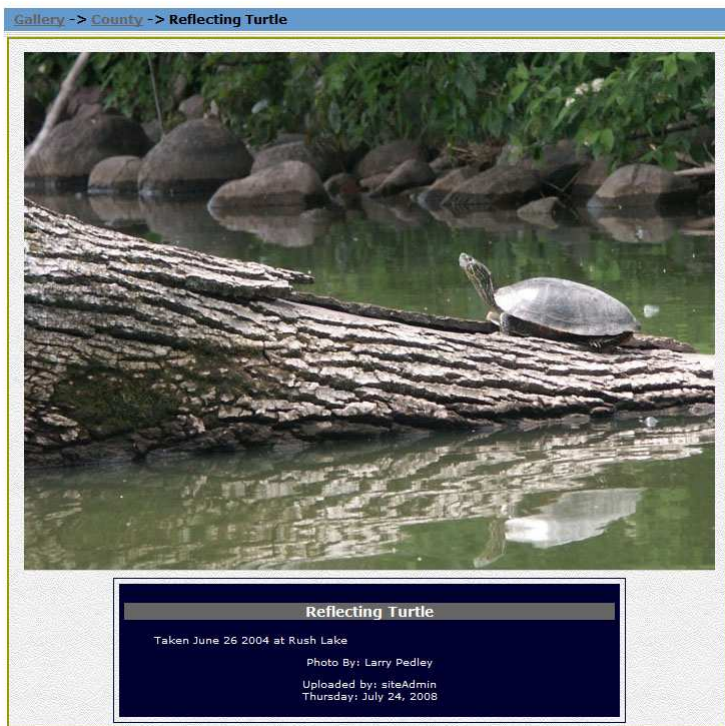 Gallery -> County -> Reflecting Turtle
Reflecting Turtle
Taken June 26 2004 at Rush Lake
Photo By: Larry Pedley
Uploaded by: siteAdmin
Thursday: July 24, 2008